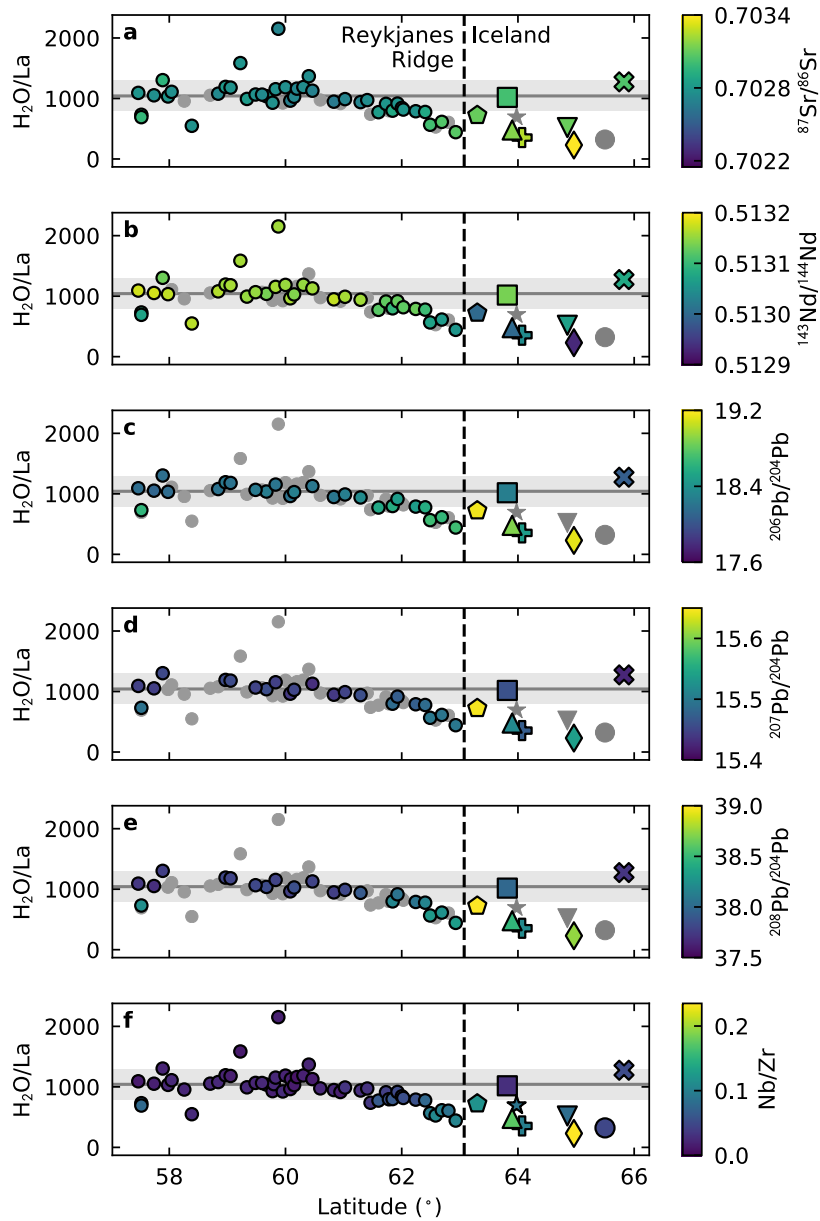 a
Reykjanes Ridge
Iceland
2000
1000
0
H₂O/La
0.7034
0.7028
0.7022
⁸⁷Sr/⁸⁶Sr
b
2000
1000
0
H₂O/La
0.5132
0.5131
0.5130
0.5129
¹⁴³Nd/¹⁴⁴Nd
c
2000
1000
0
H₂O/La
19.2
18.4
17.6
²⁰⁶Pb/²⁰⁴Pb
d
2000
1000
0
H₂O/La
15.6
15.5
15.4
²⁰⁷Pb/²⁰⁴Pb
e
2000
1000
0
H₂O/La
39.0
38.5
38.0
37.5
²⁰⁸Pb/²⁰⁴Pb
f
2000
1000
0
H₂O/La
0.2
0.1
0.0
Nb/Zr
58 60 62 64 66
Latitude (°)